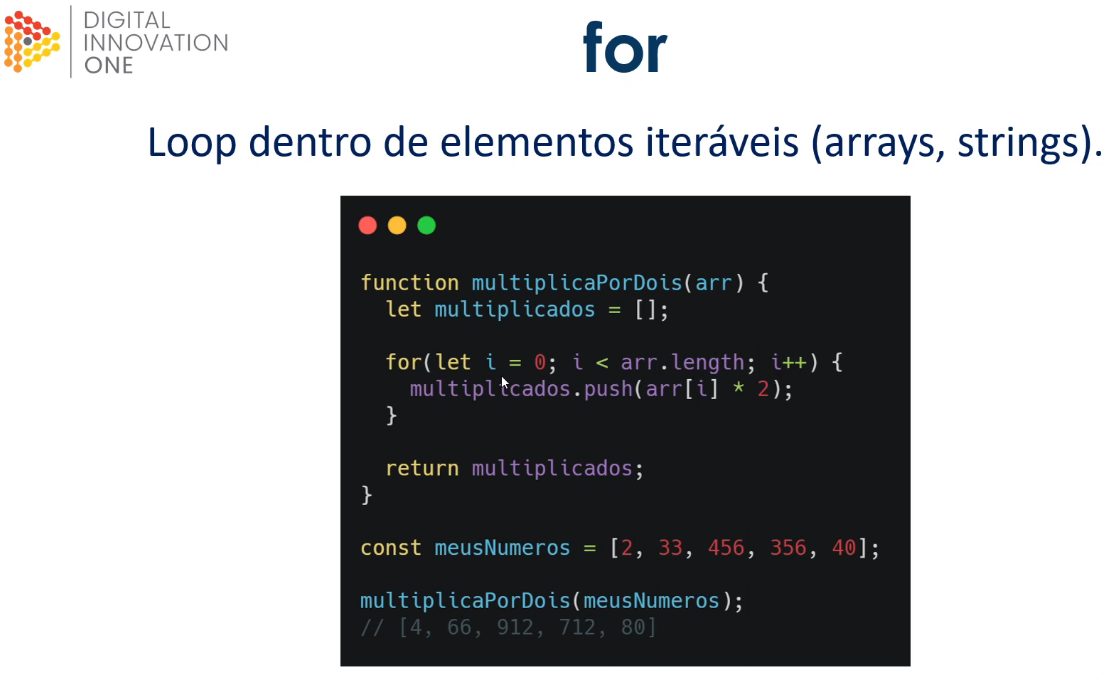 DIGITAL
INNOVATION
ONE
for
Loop dentro de elementos iteráveis (arrays, strings).
function multiplicaPorDois(arr) {
let multiplicados = [];
for(let i = 0; i < arr.length; i++) {
multiplicados.push(arr[i] * 2);
}
return multiplicados;
}
const meusNumeros = [2, 33, 456, 356, 40];
multiplicaPorDois(meusNumeros);
// [4, 66, 912, 712, 80]